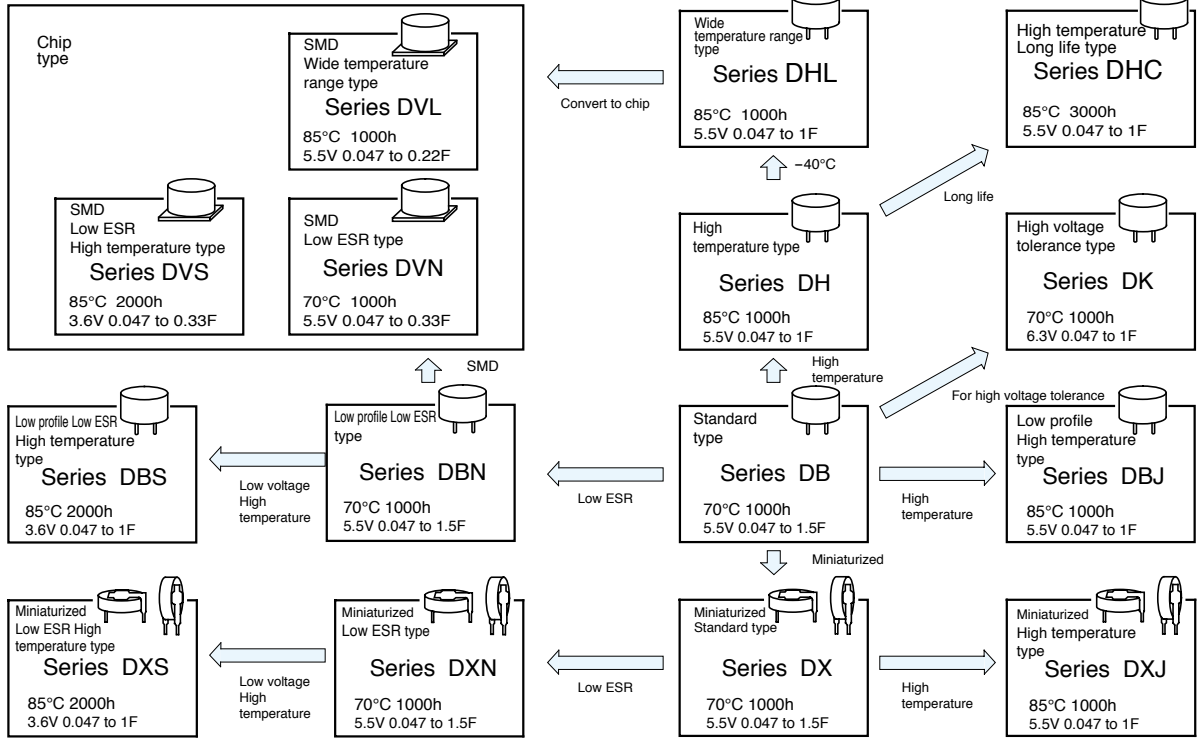 Chip
type
SMD
Wide temperature
range type
Series DVL
85°C 1000h
5.5V 0.047 to 0.22F
SMD
Low ESR
High temperature type
Series DVS
85°C 2000h
3.6V 0.047 to 0.33F
SMD
Low ESR type
Series DVN
70°C 1000h
5.5V 0.047 to 0.33F
Convert to chip
Wide
temperature range
type
Series DHL
85°C 1000h
5.5V 0.047 to 1F
High temperature
Long life type
Series DHC
85°C 3000h
5.5V 0.047 to 1F
−40°C
Long life
High
temperature type
Series DH
85°C 1000h
5.5V 0.047 to 1F
High voltage
tolerance type
Series DK
70°C 1000h
6.3V 0.047 to 1F
SMD
High
temperature
For high voltage tolerance
Low profile Low ESR
High temperature
type
Series DBS
85°C 2000h
3.6V 0.047 to 1F
Low voltage
High
temperature
Low profile Low ESR
type
Series DBN
70°C 1000h
5.5V 0.047 to 1.5F
Low ESR
Standard
type
Series DB
70°C 1000h
5.5V 0.047 to 1.5F
High
temperature
Low profile
High temperature
type
Series DBJ
85°C 1000h
5.5V 0.047 to 1F
Miniaturized
Miniaturized
Low ESR High
temperature type
Series DXS
85°C 2000h
3.6V 0.047 to 1F
Low voltage
High
temperature
Miniaturized
Low ESR type
Series DXN
70°C 1000h
5.5V 0.047 to 1.5F
Low ESR
Miniaturized
Standard type
Series DX
70°C 1000h
5.5V 0.047 to 1.5F
High
temperature
Miniaturized
High temperature
type
Series DXJ
85°C 1000h
5.5V 0.047 to 1F